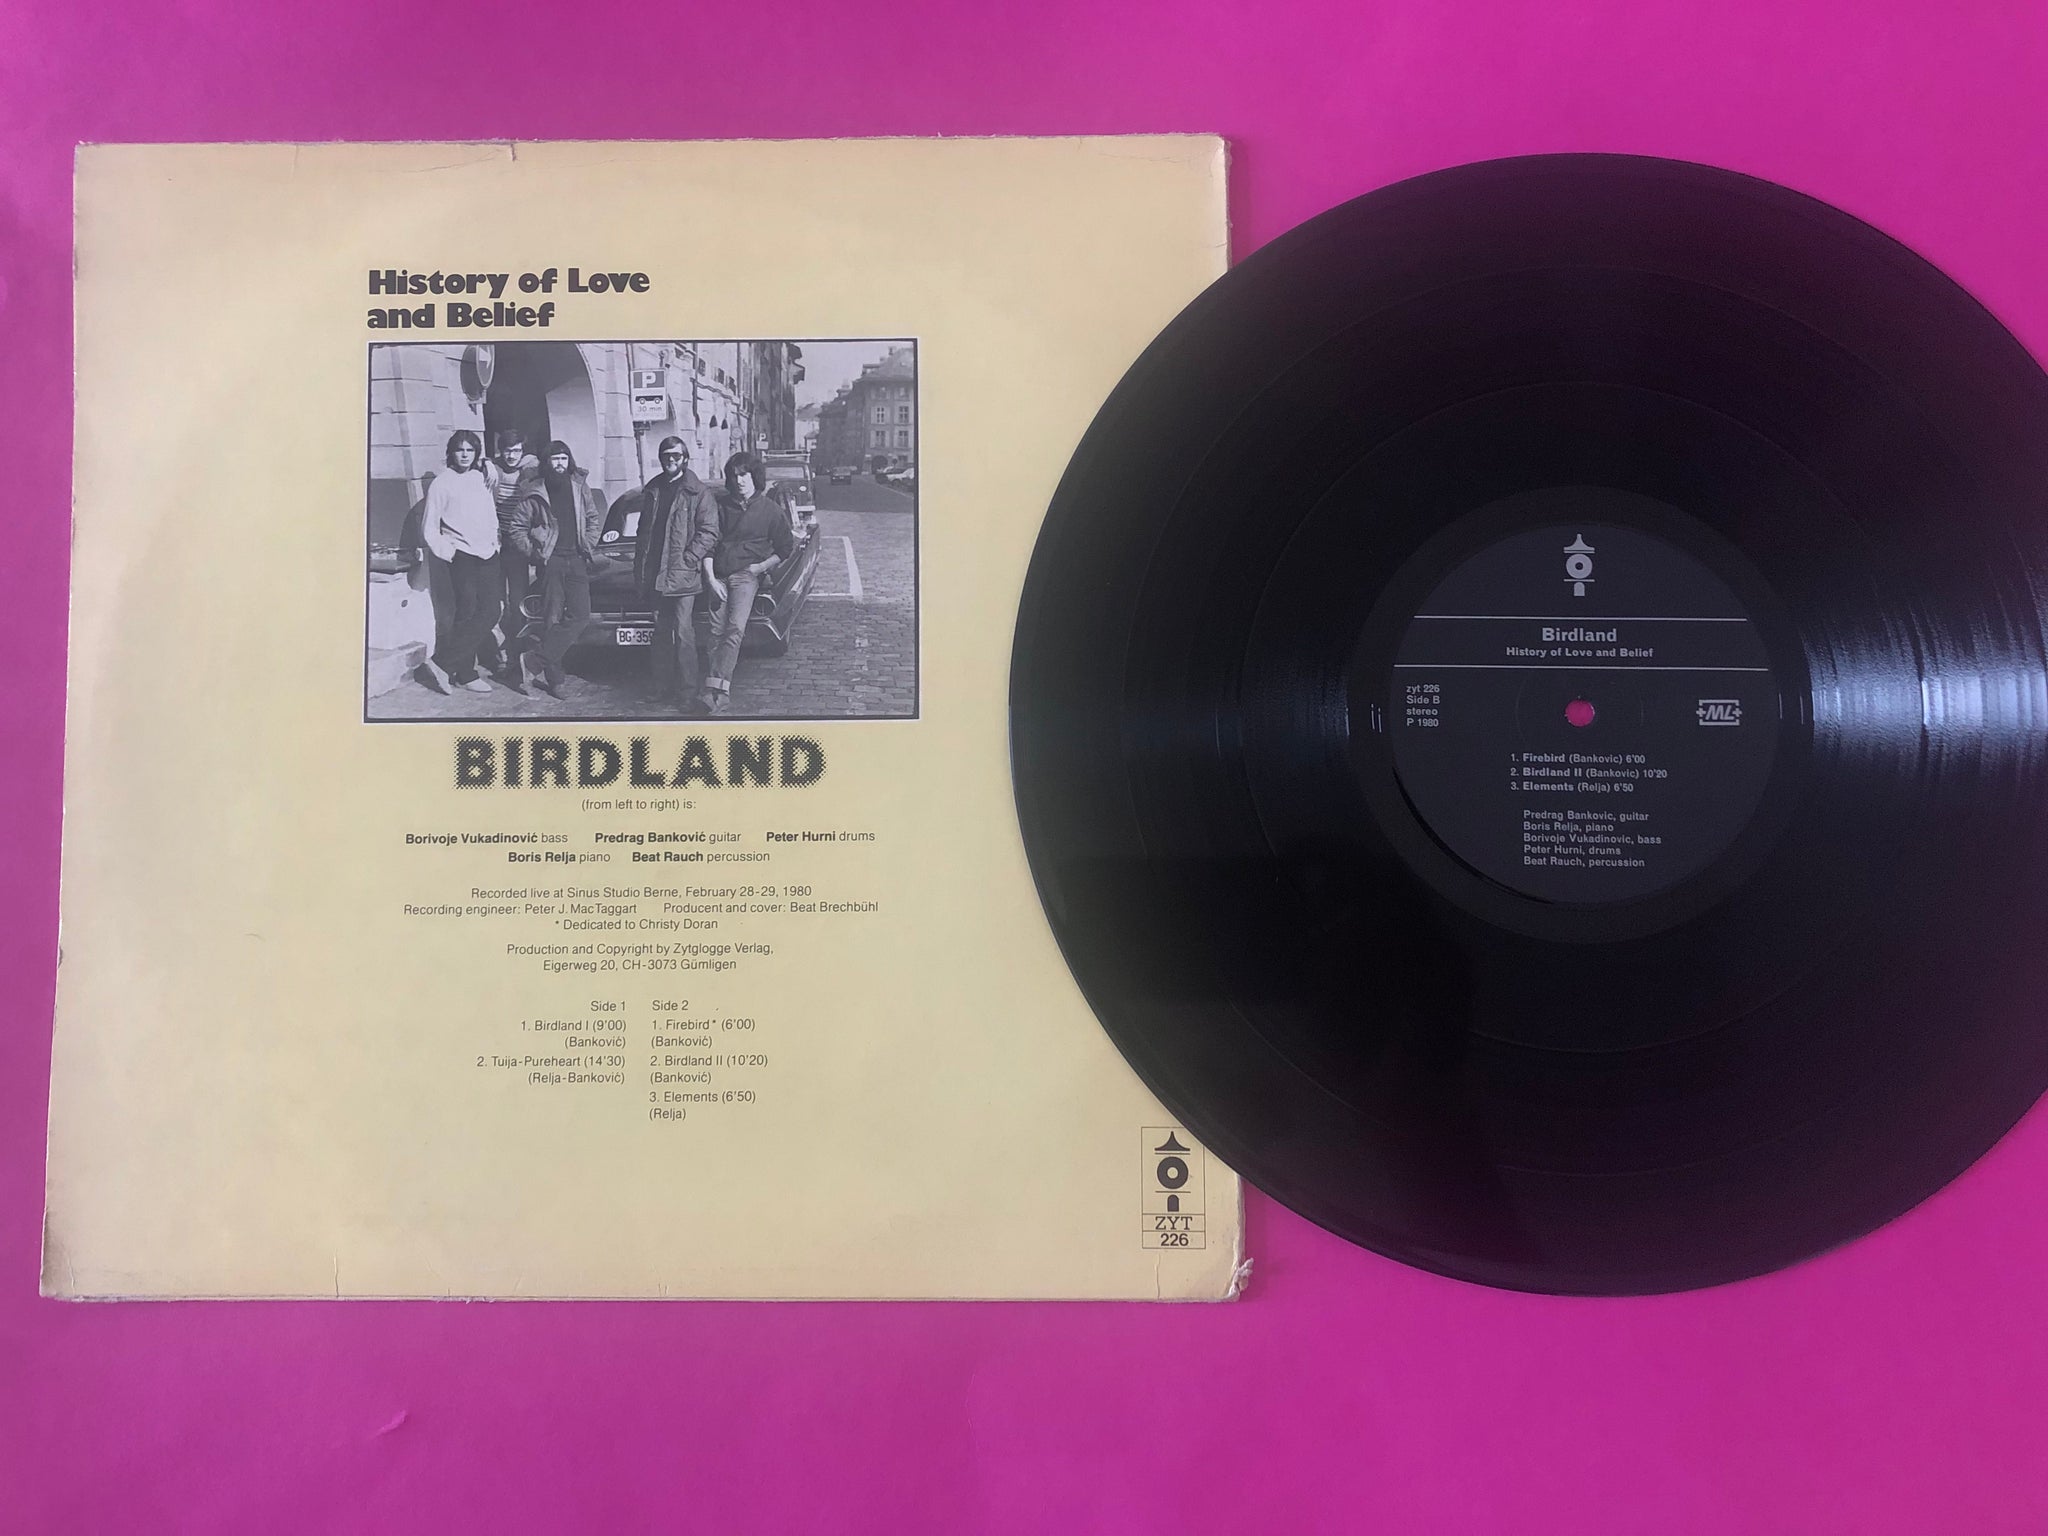 History of Love
and Belief
P
30 min
P
YU
BG·359
BIRDLAND
(from left to right) is:
Borivoje Vukadinović bass Predrag Banković guitar Peter Hurni drums
Boris Relja piano Beat Rauch percussion
Recorded live at Sinus Studio Berne, February 28-29, 1980
Recording engineer: Peter J. MacTaggart Producent and cover: Beat Brechbühl
* Dedicated to Christy Doran
Production and Copyright by Zytglogge Verlag,
Eigerweg 20, CH-3073 Gümligen
Side 1 Side 2
1. Birdland I (9'00) 1. Firebird* (6'00)
(Banković) (Banković)
2. Tuija-Pureheart (14'30) 2. Birdland II (10'20)
(Relja-Banković) (Banković)
3. Elements (6'50)
(Relja)
ZYT
226
Birdland
History of Love and Belief
zyt 226
Side B
stereo
P 1980
ML
1. Firebird (Bankovic) 6'00
2. Birdland II (Bankovic) 10'20
3. Elements (Relja) 6'50
Predrag Bankovic, guitar
Boris Relja, piano
Borivoje Vukadinovic, bass
Peter Hurni, drums
Beat Rauch, percussion